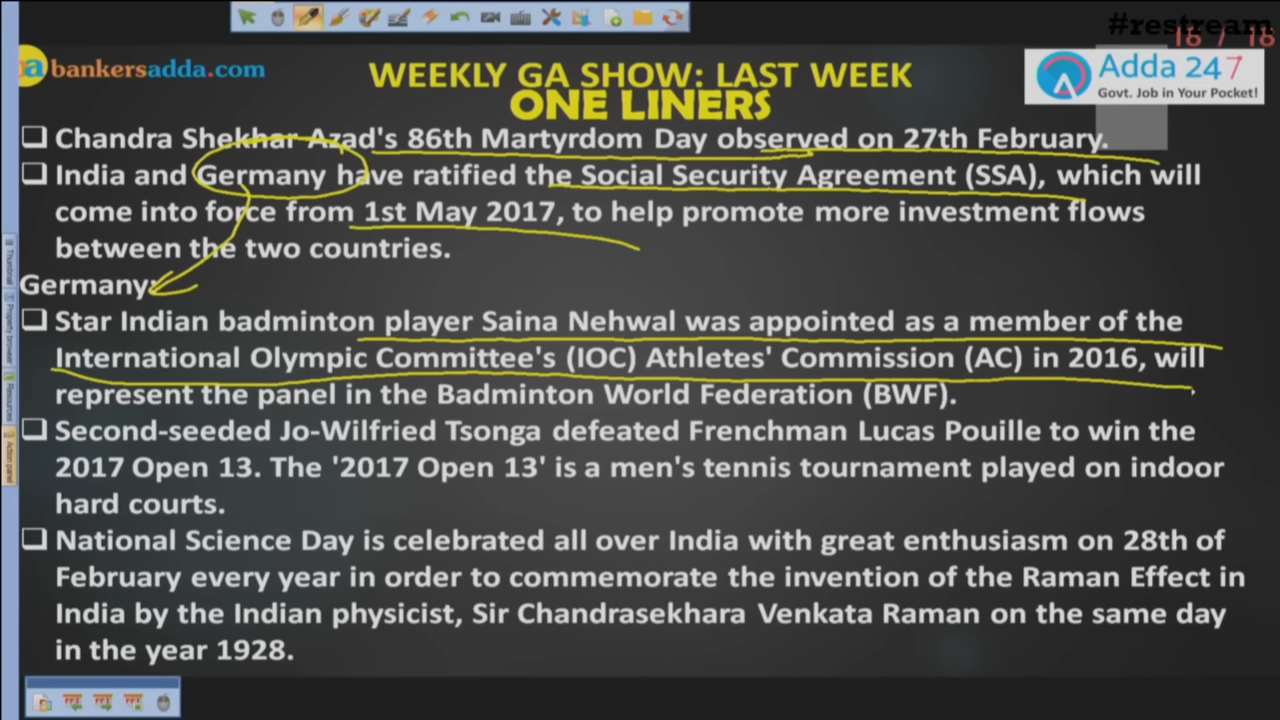 #restream
16 / 18
bankersadda.com
WEEKLY GA SHOW: LAST WEEK
ONE LINERS
Adda 247
Govt. Job in Your Pocket!
Chandra Shekhar Azad's 86th Martyrdom Day observed on 27th February.
India and Germany have ratified the Social Security Agreement (SSA), which will
come into force from 1st May 2017, to help promote more investment flows
between the two countries.
Germany:
Star Indian badminton player Saina Nehwal was appointed as a member of the
International Olympic Committee's (IOC) Athletes' Commission (AC) in 2016, will
represent the panel in the Badminton World Federation (BWF).
Second-seeded Jo-Wilfried Tsonga defeated Frenchman Lucas Pouille to win the
2017 Open 13. The '2017 Open 13' is a men's tennis tournament played on indoor
hard courts.
National Science Day is celebrated all over India with great enthusiasm on 28th of
February every year in order to commemorate the invention of the Raman Effect in
India by the Indian physicist, Sir Chandrasekhara Venkata Raman on the same day
in the year 1928.
Thumbnail
Property browser
Resources
Action panel